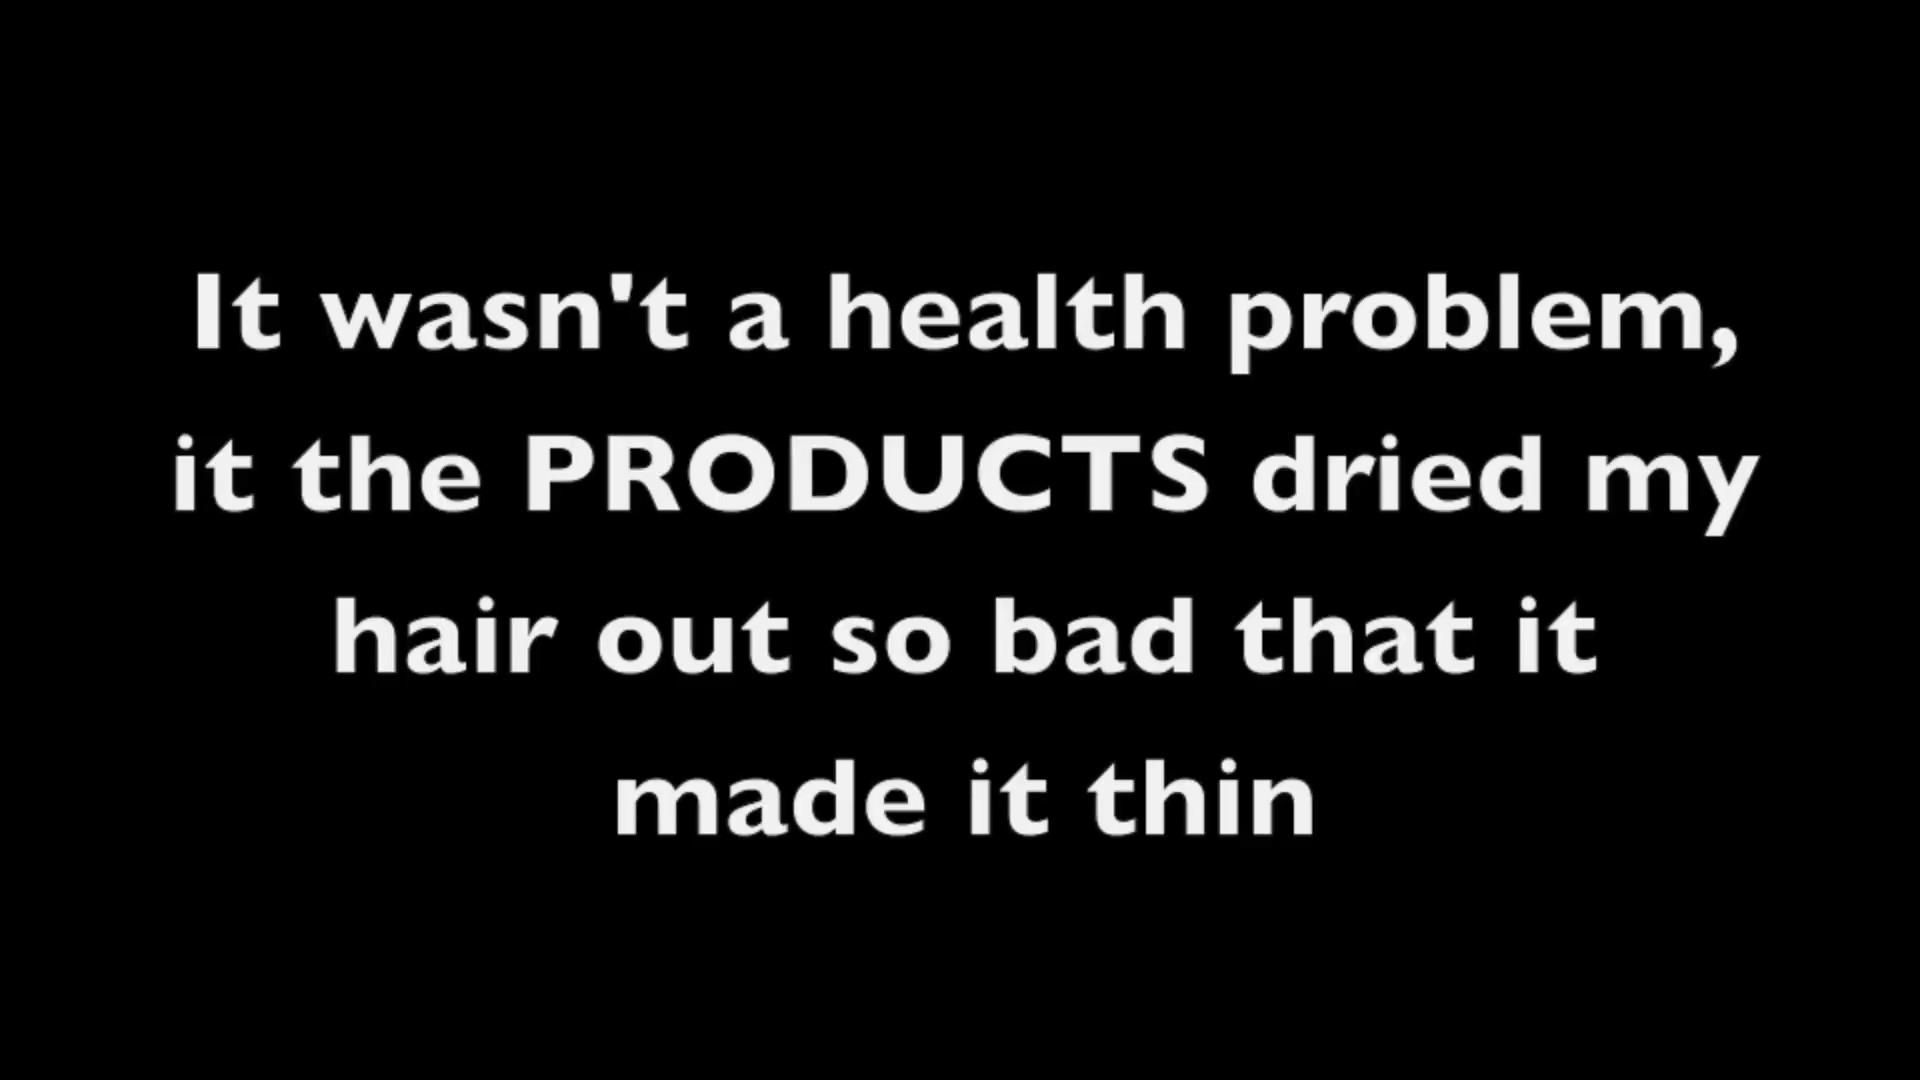 It wasn't a health problem,
it the PRODUCTS dried my
hair out so bad that it
made it thin